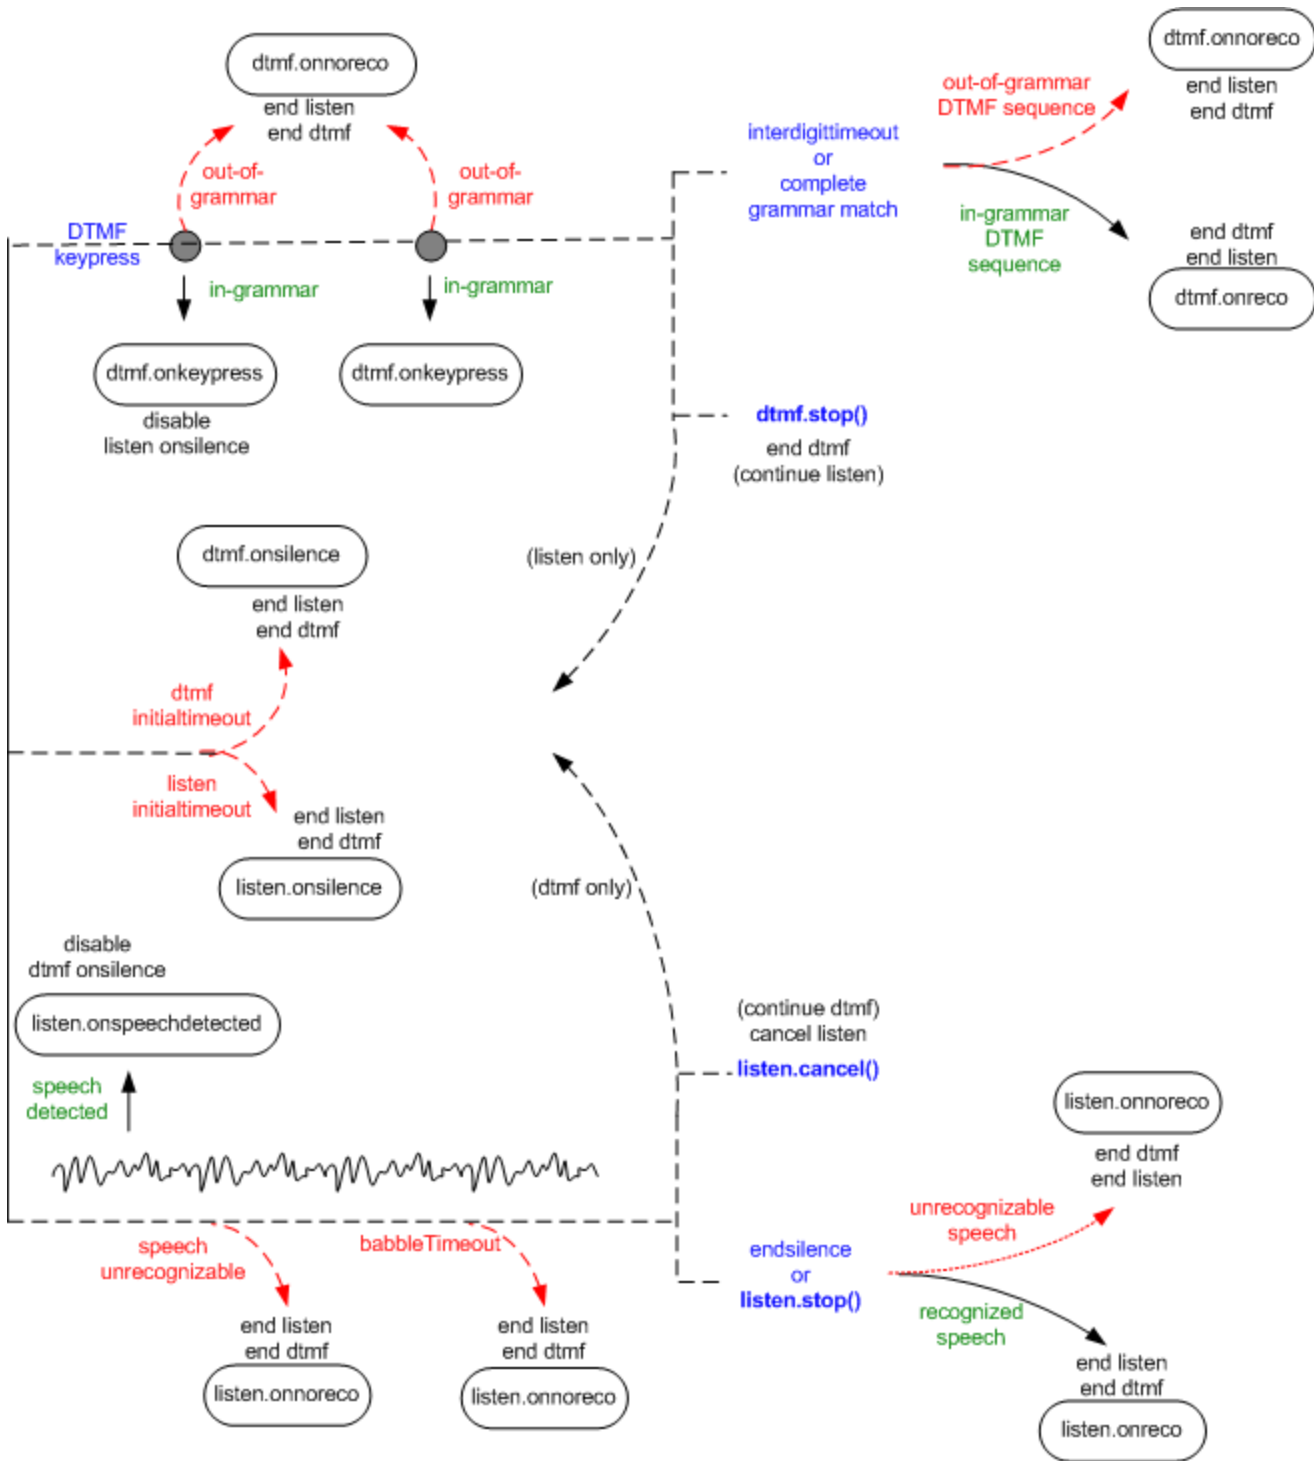 dtmf.onnoreco
end listen
end dtmf
out-of-
grammar
out-of-
grammar
DTMF
keypress
in-grammar
in-grammar
dtmf.onkeypress
dtmf.onkeypress
disable
listen onsilence
interdigittimeout
or
complete
grammar match
out-of-grammar
DTMF sequence
dtmf.onnoreco
end listen
end dtmf
in-grammar
DTMF
sequence
end dtmf
end listen
dtmf.onreco
dtmf.stop()
end dtmf
(continue listen)
(listen only)
dtmf.onsilence
end listen
end dtmf
dtmf
initialtimeout
listen
initialtimeout
end listen
end dtmf
listen.onsilence
(dtmf only)
disable
dtmf onsilence
listen.onspeechdetected
speech
detected
(continue dtmf)
cancel listen
listen.cancel()
speech
unrecognizable
babbleTimeout
end listen
end dtmf
listen.onnoreco
end listen
end dtmf
listen.onnoreco
endsilence
or
listen.stop()
listen.onnoreco
end dtmf
end listen
unrecognizable
speech
recognized
speech
end listen
end dtmf
listen.onreco